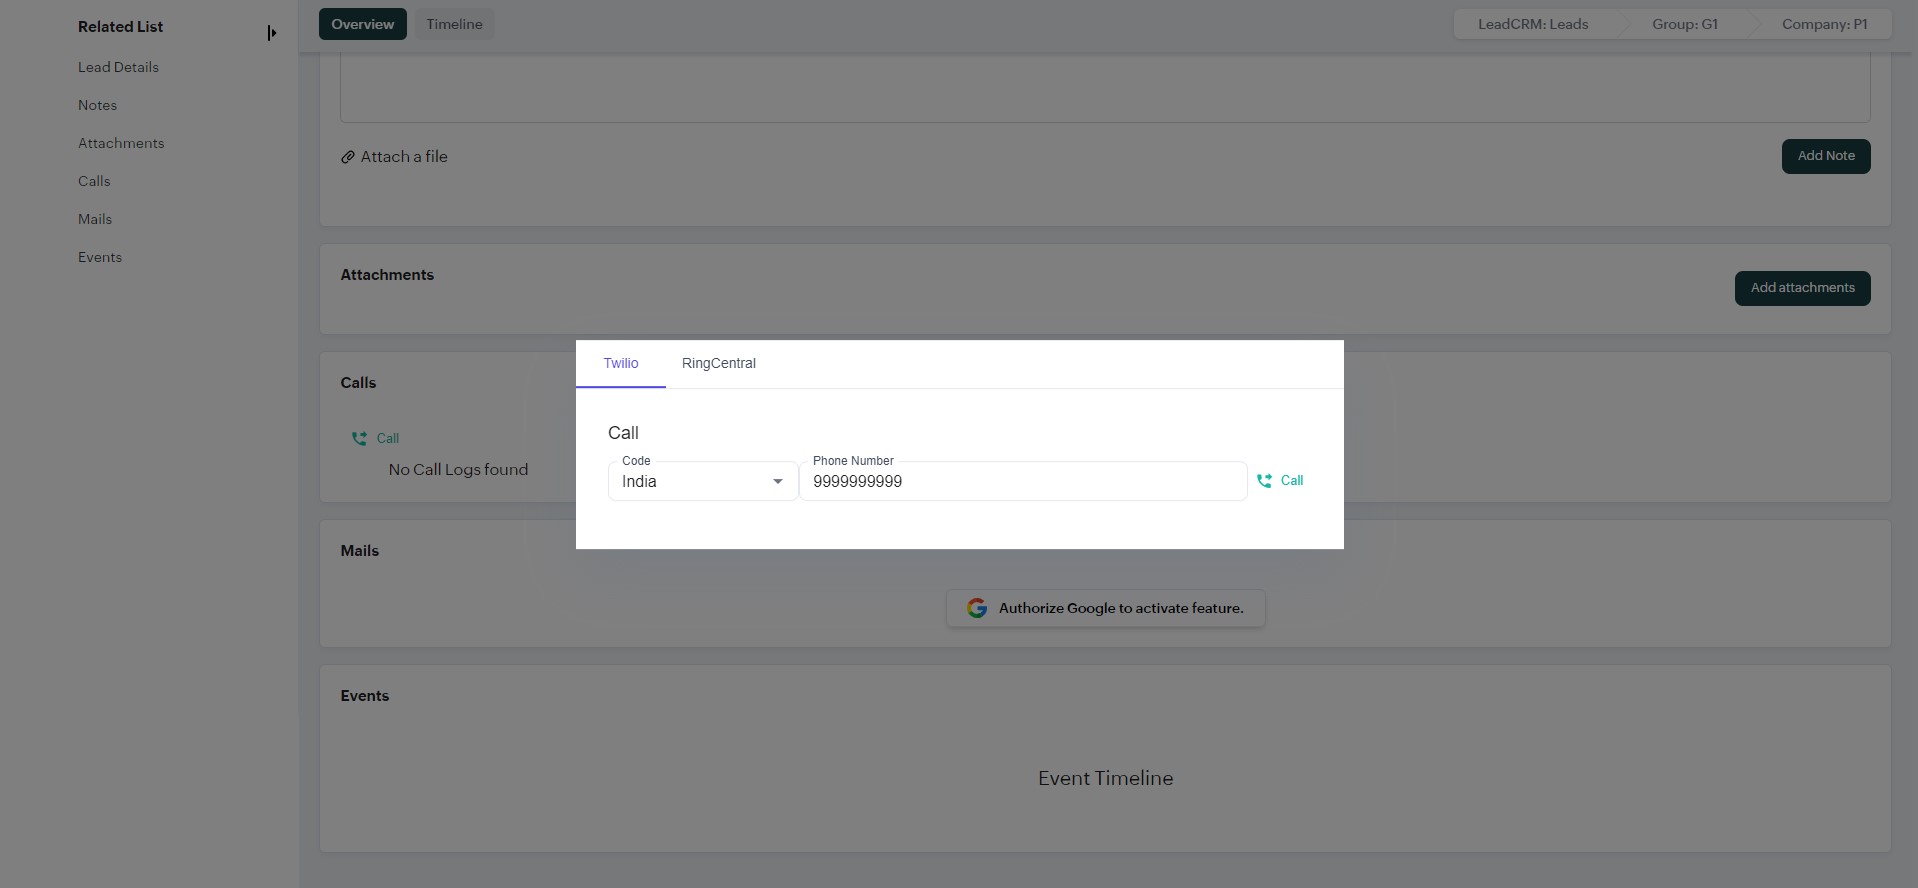 Related List
Lead Details
Notes
Attachments
Calls
Mails
Events
Overview
Timeline
LeadCRM: Leads
Group: G1
Company: P1
Attach a file
Add Note
Attachments
Add attachments
Calls
Call
No Call Logs found
Twilio
RingCentral
Call
Code
India
Phone Number
9999999999
Call
Mails
Authorize Google to activate feature.
Events
Event Timeline